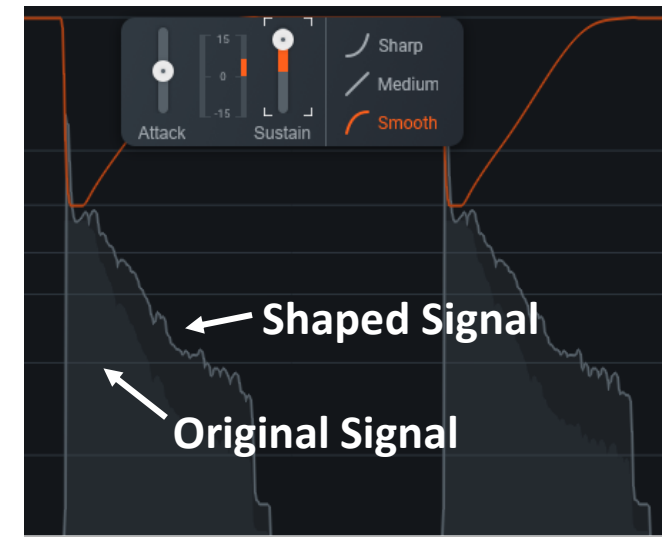 15
Sharp
0
Medium
-15
Attack
Sustain
Smooth
Shaped Signal
Original Signal